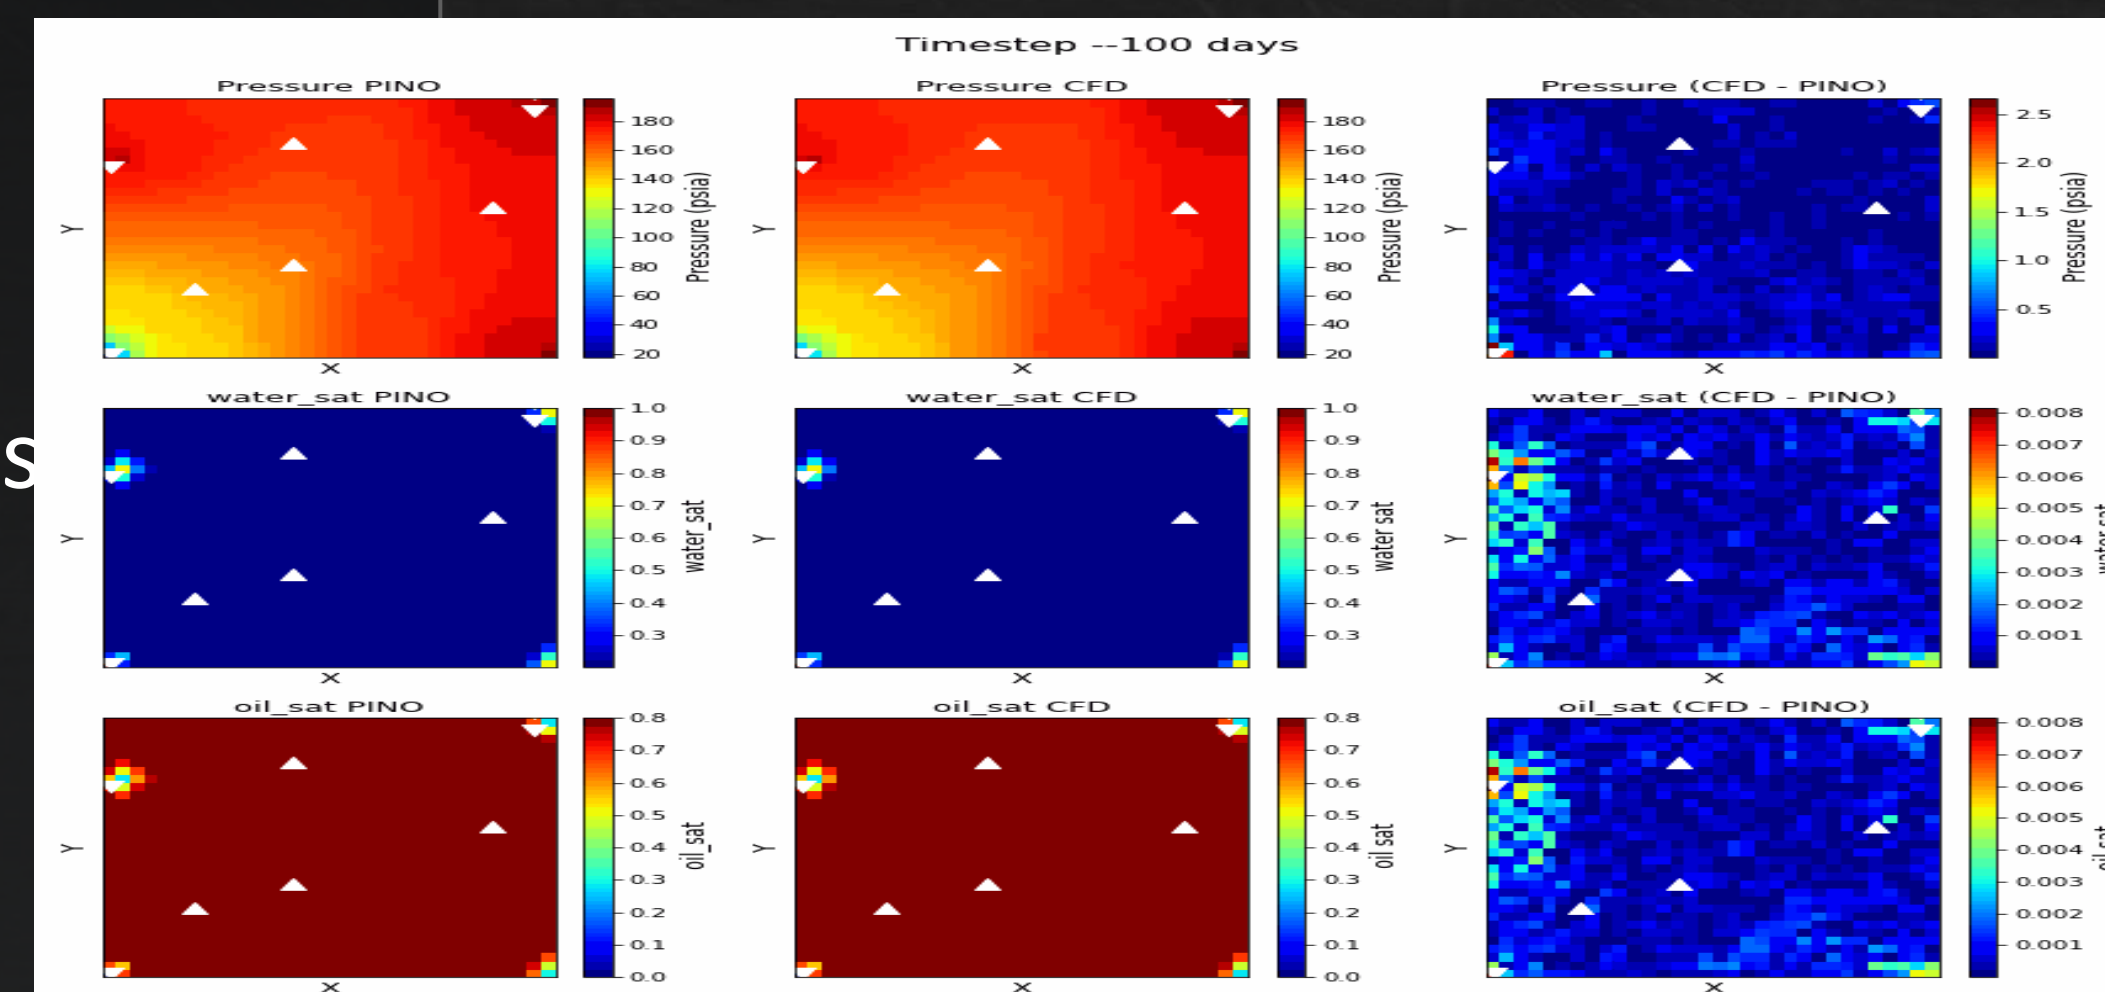 Timestep --100 days
Pressure PINO
Pressure CFD
Pressure (CFD - PINO)
180
160
140
120
100
80
60
40
20
Pressure (psia)
180
160
140
120
100
80
60
40
20
Pressure (psia)
2.5
2.0
1.5
1.0
0.5
Pressure (psia)
Y
X
Y
X
Y
X
water_sat PINO
water_sat CFD
water_sat (CFD - PINO)
1.0
0.9
0.8
0.7
0.6
0.5
0.4
0.3
water_sat
1.0
0.9
0.8
0.7
0.6
0.5
0.4
0.3
water sat
0.008
0.007
0.006
0.005
0.004
0.003
0.002
0.001
water sat
Y
X
Y
X
Y
X
S
oil_sat PINO
oil_sat CFD
oil_sat (CFD - PINO)
0.8
0.7
0.6
0.5
0.4
0.3
0.2
0.1
0.0
oil_sat
0.8
0.7
0.6
0.5
0.4
0.3
0.2
0.1
0.0
oil sat
0.008
0.007
0.006
0.005
0.004
0.003
0.002
0.001
oil sat
Y
X
Y
X
Y
X